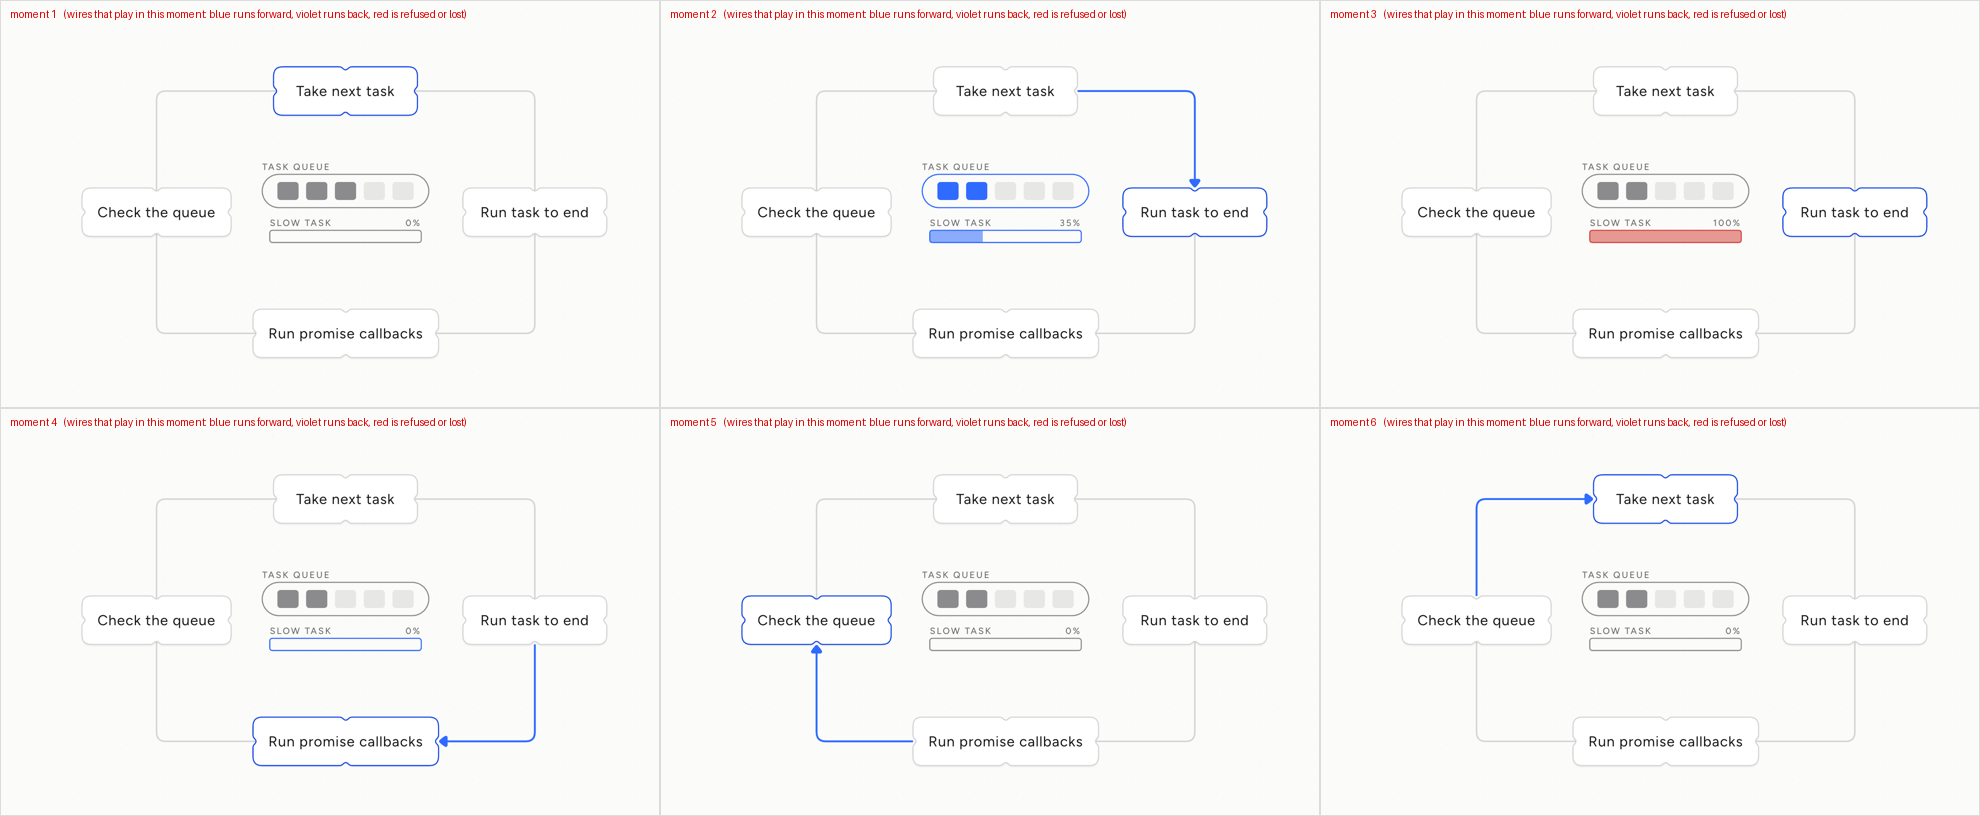 moment 1 (wires that play in this moment: blue runs forward, violet runs back, red is refused or lost)
Take next task
TASK QUEUE
Check the queue
SLOW TASK 0%
Run task to end
Run promise callbacks
moment 2 (wires that play in this moment: blue runs forward, violet runs back, red is refused or lost)
Take next task
TASK QUEUE
Check the queue
SLOW TASK 35%
Run task to end
Run promise callbacks
moment 3 (wires that play in this moment: blue runs forward, violet runs back, red is refused or lost)
Take next task
TASK QUEUE
Check the queue
SLOW TASK 100%
Run task to end
Run promise callbacks
moment 4 (wires that play in this moment: blue runs forward, violet runs back, red is refused or lost)
Take next task
TASK QUEUE
Check the queue
SLOW TASK 0%
Run task to end
Run promise callbacks
moment 5 (wires that play in this moment: blue runs forward, violet runs back, red is refused or lost)
Take next task
TASK QUEUE
Check the queue
SLOW TASK 0%
Run task to end
Run promise callbacks
moment 6 (wires that play in this moment: blue runs forward, violet runs back, red is refused or lost)
Take next task
TASK QUEUE
Check the queue
SLOW TASK 0%
Run task to end
Run promise callbacks